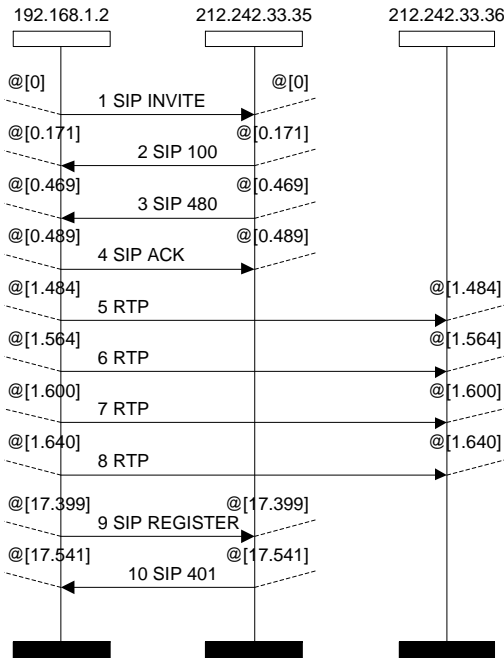 192.168.1.2 212.242.33.35 212.242.33.36
@[0] @[0]
1 SIP INVITE
@[0.171] @[0.171]
2 SIP 100
@[0.469] @[0.469]
3 SIP 480
@[0.489] @[0.489]
4 SIP ACK
@[1.484] @[1.484]
5 RTP
@[1.564] @[1.564]
6 RTP
@[1.600] @[1.600]
7 RTP
@[1.640] @[1.640]
8 RTP
@[17.399] @[17.399]
9 SIP REGISTER
@[17.541] @[17.541]
10 SIP 401